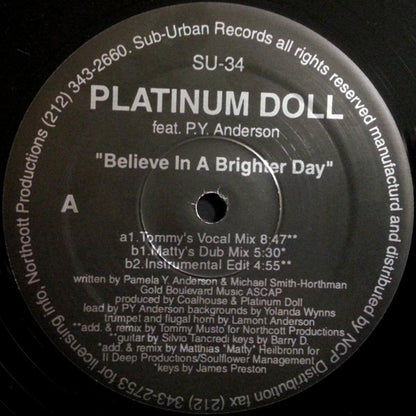 for licensing info, Northcott Productions (212) 343-2660. Sub-Urban Records all rights reserved manufacturd and distributed by NCP Distribution fax (212) 343-2753
SU-34
PLATINUM DOLL
feat. P.Y. Anderson
"Believe In A Brighter Day"
A
a1.Tommy's Vocal Mix 8:47**
b1.Matty's Dub Mix 5:30*
b2.Instrumental Edit 4:55**
written by Pamela Y. Anderson & Michael Smith-Horthman
Gold Boulevard Music ASCAP
produced by Coalhouse & Platinum Doll
lead by PY Anderson backgrounds by Yolanda Wynns
trumpet and flugal horn by Lamont Anderson
**add. & remix by Tommy Musto for Northcott Productions
**guitar by Silvio Tancredi keys by Barry D.
*add. & remix by Matthias "Matty" Heilbronn for
II Deep Productions/Soulflower Management
*keys by James Preston